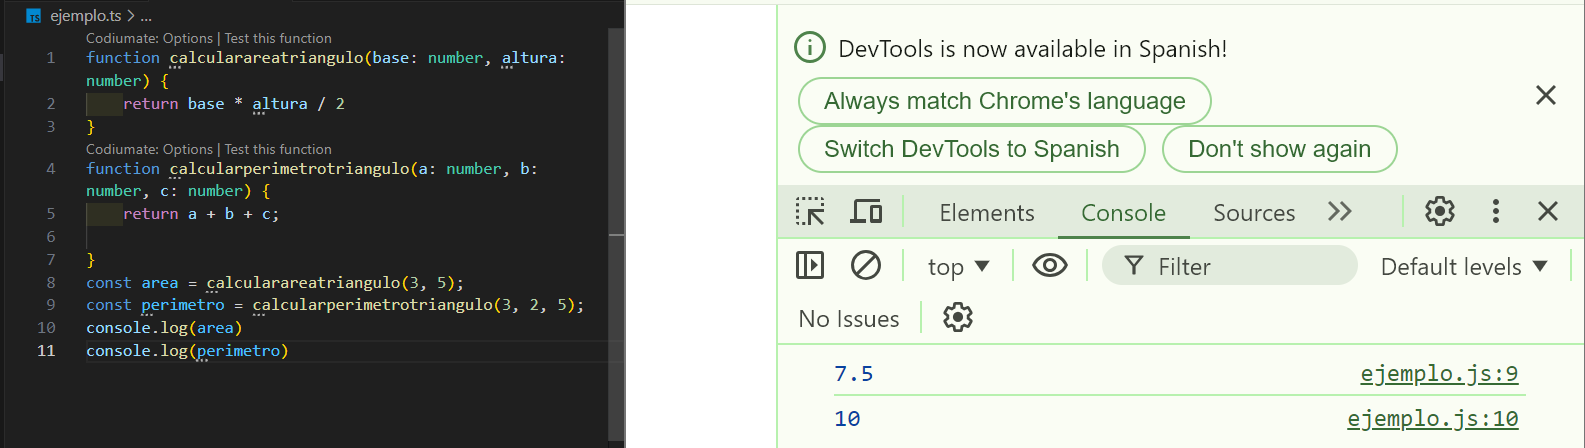 ejemplo.ts > ...
Codiumate: Options | Test this function
1 function calcularareatriangulo(base: number, altura:
number) {
2 return base * altura / 2
3 }
Codiumate: Options | Test this function
4 function calcularperimetrotriangulo(a: number, b:
number, c: number) {
5 return a + b + c;
6
7 }
8 const area = calcularareatriangulo(3, 5);
9 const perimetro = calcularperimetrotriangulo(3, 2, 5);
10 console.log(area)
11 console.log(perimetro)
DevTools is now available in Spanish!
Always match Chrome's language
Switch DevTools to Spanish Don't show again
Elements Console Sources
top Filter Default levels
No Issues
7.5 ejemplo.js:9
10 ejemplo.js:10